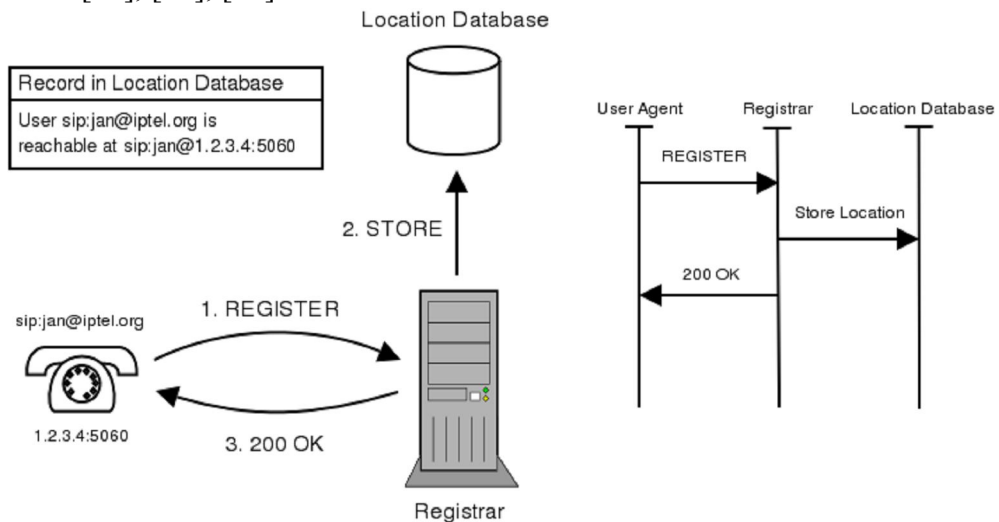 Location Database
Record in Location Database
User sip:jan@iptel.org is
reachable at sip:jan@1.2.3.4:5060
2. STORE
1. REGISTER
sip:jan@iptel.org
1.2.3.4:5060
3. 200 OK
Registrar
User Agent Registrar Location Database
REGISTER
Store Location
200 OK